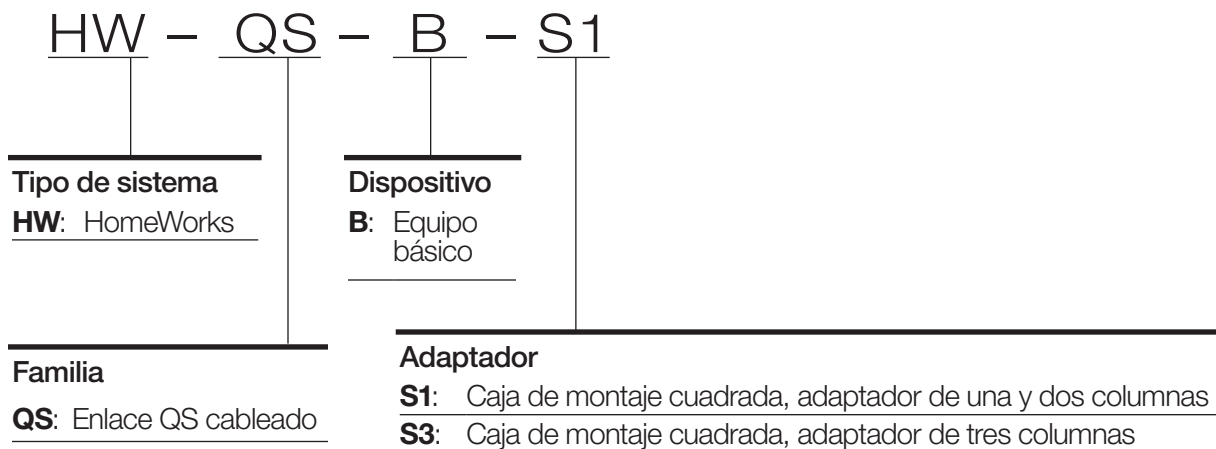 HW – QS – B – S1
Tipo de sistema
HW: HomeWorks
Dispositivo
B: Equipo
básico
Familia
QS: Enlace QS cableado
Adaptador
S1: Caja de montaje cuadrada, adaptador de una y dos columnas
S3: Caja de montaje cuadrada, adaptador de tres columnas